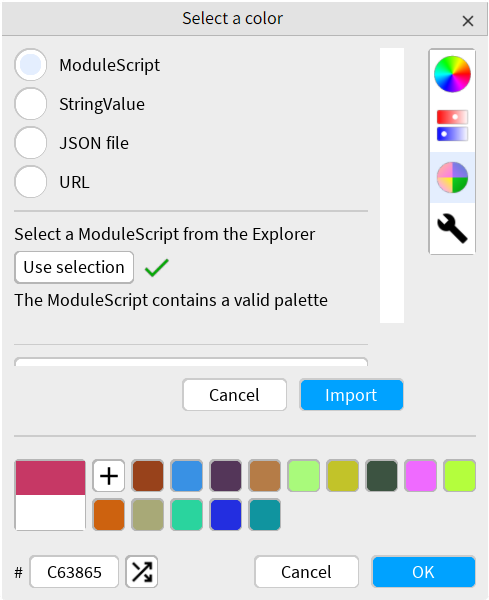 Select a color
ModuleScript
StringValue
JSON file
URL
Select a ModuleScript from the Explorer
Use selection
The ModuleScript contains a valid palette
Cancel Import
# C63865 Cancel OK